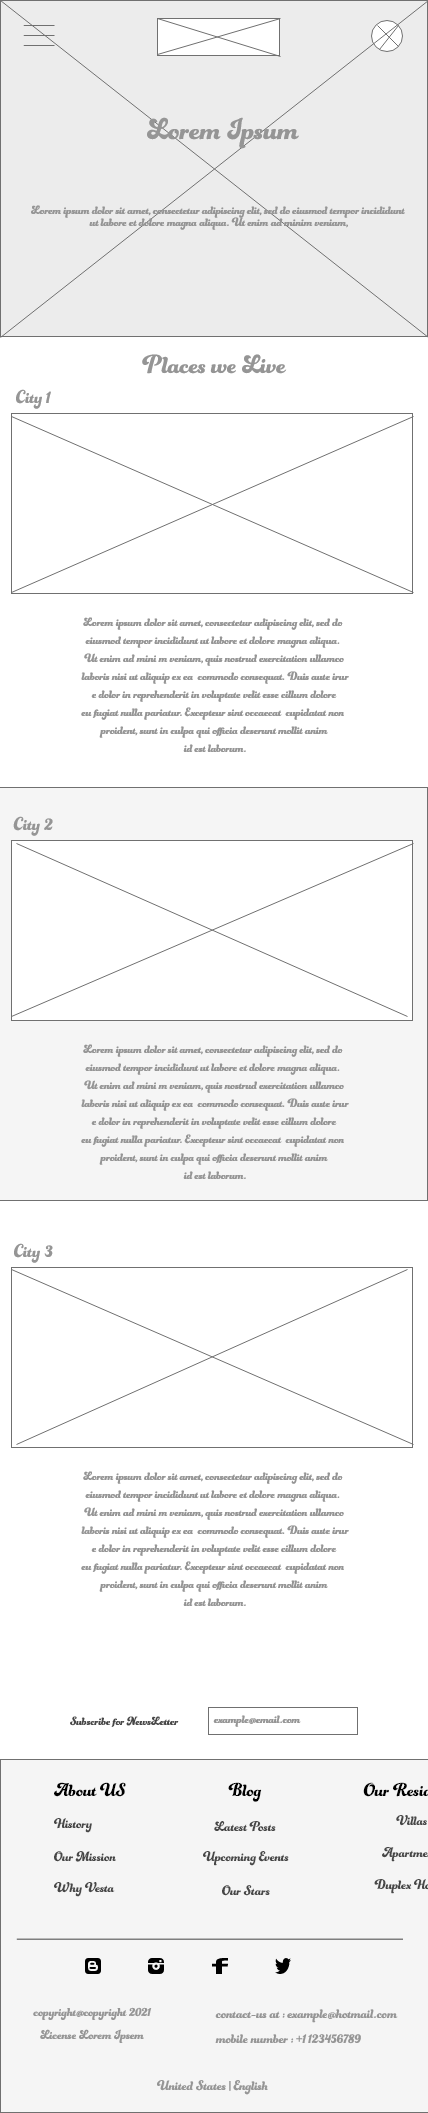 Lorem Ipsum
Lorem ipsum dolor sit amet, consectetur adipiscing elit, sed do eiusmod tempor incididunt
ut labore et dolore magna aliqua. Ut enim ad minim veniam,
Places we Live
City 1
Lorem ipsum dolor sit amet, consectetur adipiscing elit, sed do
eiusmod tempor incididunt ut labore et dolore magna aliqua.
Ut enim ad mini m veniam, quis nostrud exercitation ullamco
laboris nisi ut aliquip ex ea commodo consequat. Duis aute irur
e dolor in reprehenderit in voluptate velit esse cillum dolore
eu fugiat nulla pariatur. Excepteur sint occaecat cupidatat non
proident, sunt in culpa qui officia deserunt mollit anim
id est laborum.
City 2
Lorem ipsum dolor sit amet, consectetur adipiscing elit, sed do
eiusmod tempor incididunt ut labore et dolore magna aliqua.
Ut enim ad mini m veniam, quis nostrud exercitation ullamco
laboris nisi ut aliquip ex ea commodo consequat. Duis aute irur
e dolor in reprehenderit in voluptate velit esse cillum dolore
eu fugiat nulla pariatur. Excepteur sint occaecat cupidatat non
proident, sunt in culpa qui officia deserunt mollit anim
id est laborum.
City 3
Lorem ipsum dolor sit amet, consectetur adipiscing elit, sed do
eiusmod tempor incididunt ut labore et dolore magna aliqua.
Ut enim ad mini m veniam, quis nostrud exercitation ullamco
laboris nisi ut aliquip ex ea commodo consequat. Duis aute irur
e dolor in reprehenderit in voluptate velit esse cillum dolore
eu fugiat nulla pariatur. Excepteur sint occaecat cupidatat non
proident, sunt in culpa qui officia deserunt mollit anim
id est laborum.
Subscribe for NewsLetter
example@email.com
About US
History
Our Mission
Why Vesta
Blog
Latest Posts
Upcoming Events
Our Stars
Our Resid
Villas
Apartme
Duplex Ho
copyright@copyright 2021
License Lorem Ipsem
contact-us at : example@hotmail.com
mobile number : +1 123456789
United States | English